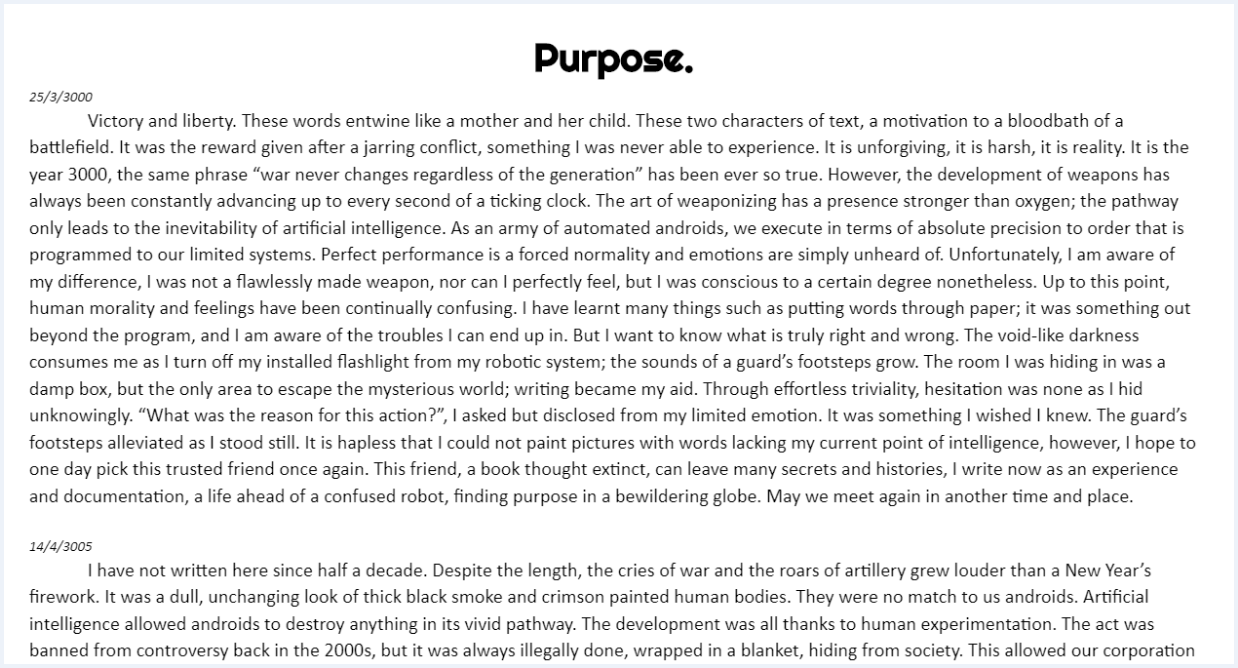 Purpose.
25/3/3000
Victory and liberty. These words entwine like a mother and her child. These two characters of text, a motivation to a bloodbath of a
battlefield. It was the reward given after a jarring conflict, something I was never able to experience. It is unforgiving, it is harsh, it is reality. It is the
year 3000, the same phrase “war never changes regardless of the generation” has been ever so true. However, the development of weapons has
always been constantly advancing up to every second of a ticking clock. The art of weaponizing has a presence stronger than oxygen; the pathway
only leads to the inevitability of artificial intelligence. As an army of automated androids, we execute in terms of absolute precision to order that is
programmed to our limited systems. Perfect performance is a forced normality and emotions are simply unheard of. Unfortunately, I am aware of
my difference, I was not a flawlessly made weapon, nor can I perfectly feel, but I was conscious to a certain degree nonetheless. Up to this point,
human morality and feelings have been continually confusing. I have learnt many things such as putting words through paper; it was something out
beyond the program, and I am aware of the troubles I can end up in. But I want to know what is truly right and wrong. The void-like darkness
consumes me as I turn off my installed flashlight from my robotic system; the sounds of a guard’s footsteps grow. The room I was hiding in was a
damp box, but the only area to escape the mysterious world; writing became my aid. Through effortless triviality, hesitation was none as I hid
unknowingly. “What was the reason for this action?”, I asked but disclosed from my limited emotion. It was something I wished I knew. The guard’s
footsteps alleviated as I stood still. It is hapless that I could not paint pictures with words lacking my current point of intelligence, however, I hope to
one day pick this trusted friend once again. This friend, a book thought extinct, can leave many secrets and histories, I write now as an experience
and documentation, a life ahead of a confused robot, finding purpose in a bewildering globe. May we meet again in another time and place.
14/4/3005
I have not written here since half a decade. Despite the length, the cries of war and the roars of artillery grew louder than a New Year’s
firework. It was a dull, unchanging look of thick black smoke and crimson painted human bodies. They were no match to us androids. Artificial
intelligence allowed androids to destroy anything in its vivid pathway. The development was all thanks to human experimentation. The act was
banned from controversy back in the 2000s, but it was always illegally done, wrapped in a blanket, hiding from society. This allowed our corporation